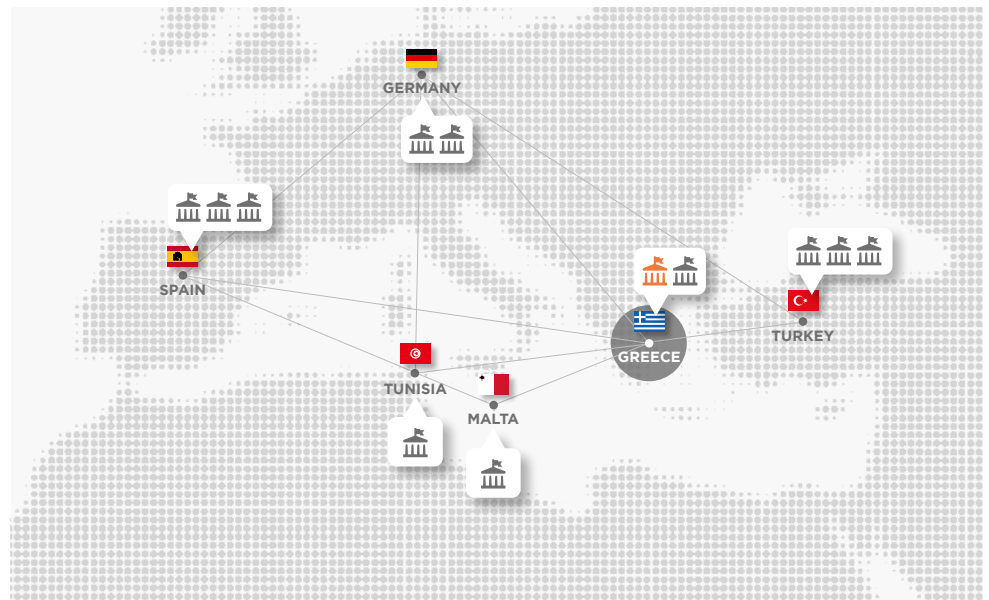 GERMANY
SPAIN
TURKEY
GREECE
TUNISIA
MALTA